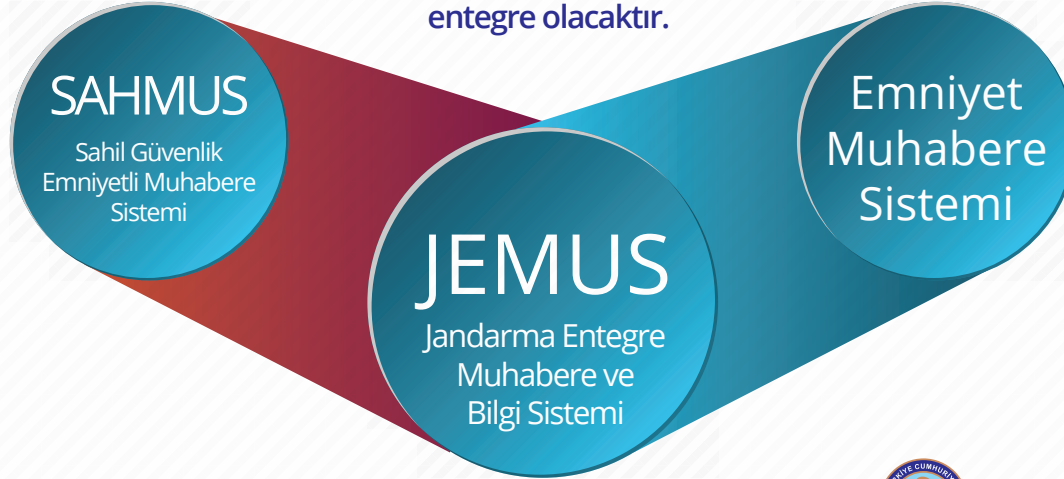 entegre olacaktır.
SAHMUS
Sahil Güvenlik
Emniyetli Muhabere
Sistemi
Emniyet
Muhabere
Sistemi
JEMUS
Jandarma Entegre
Muhabere ve
Bilgi Sistemi